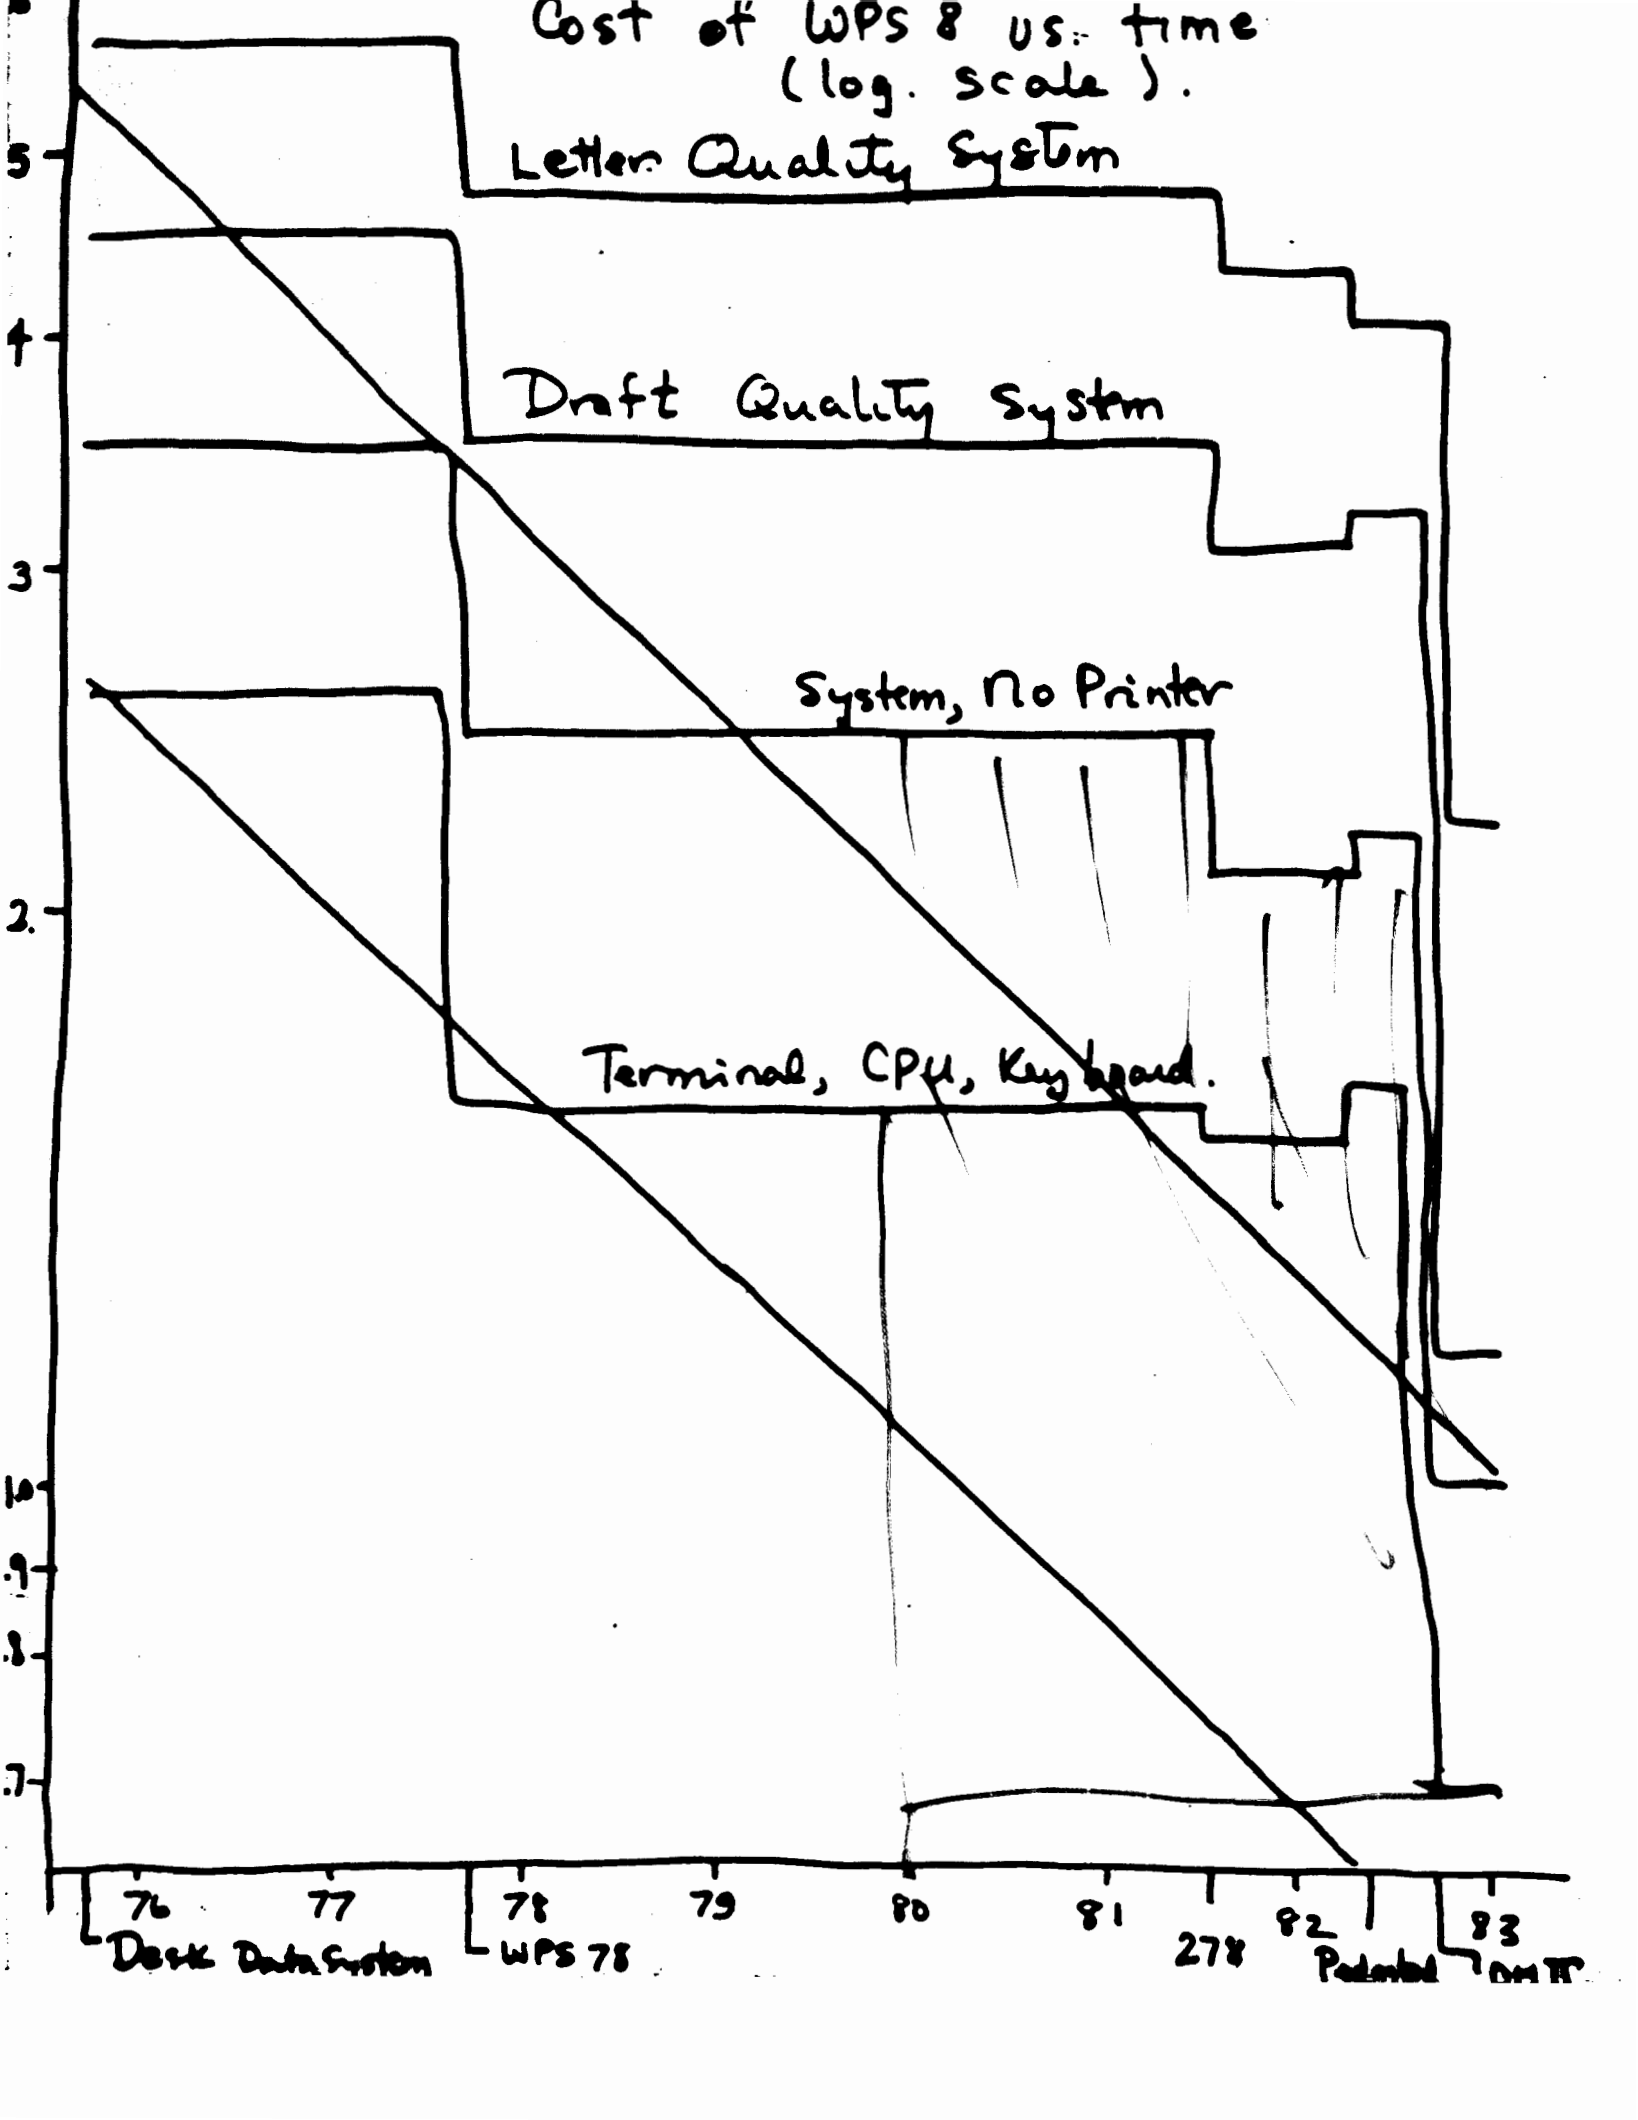 Cost of WPS 8 vs. time
(log. scale).
5
Letter Quality System
4
Draft Quality System
3
System, No Printer
2.
Terminal, CPU, Keyboard.
1.0
.9
.8
.7
76 77 78 79 80 81 82 83
Desk Data System WPS 78 278